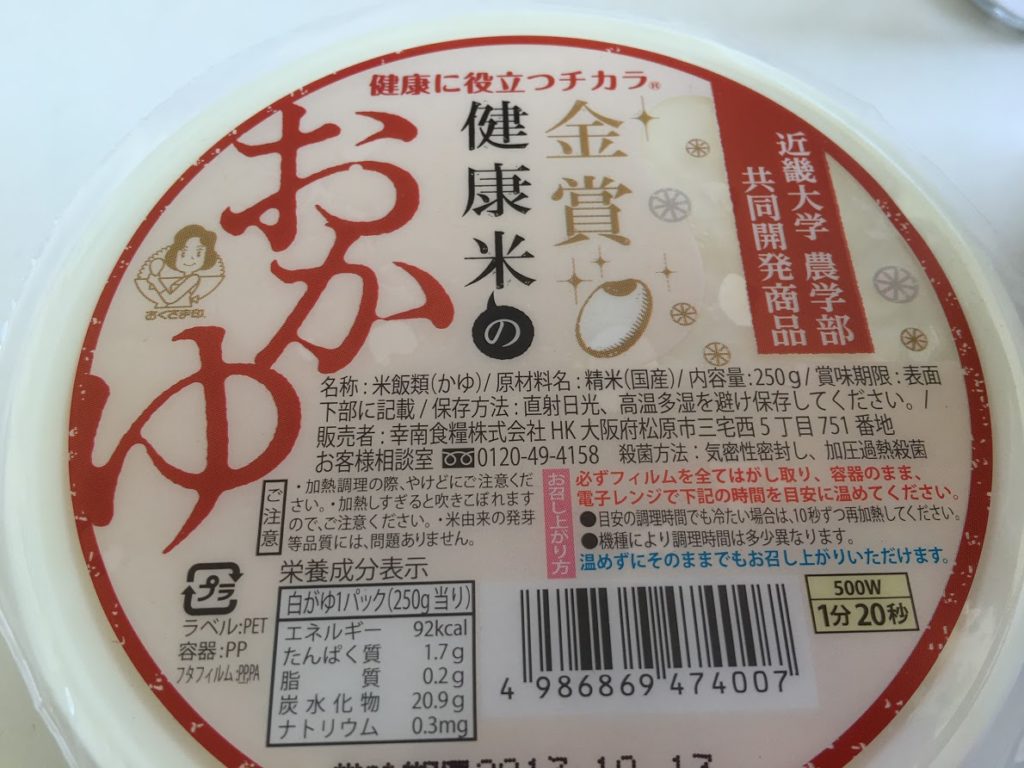 健康に役立つチカラ®
金賞
健康米の
おかゆ
近畿大学 農学部
共同開発商品
おくさま印
名称:米飯類(かゆ)/原材料名:精米(国産)/内容量:250g/賞味期限:表面
下部に記載/保存方法:直射日光、高温多湿を避け保存してください。/
販売者:幸南食糧株式会社 HK 大阪府松原市三宅西5丁目751番地
お客様相談室 0120-49-4158 殺菌方法:気密性密封し、加圧過熱殺菌
ご注意
・加熱調理の際、やけどにご注意くださ
い。・加熱しすぎると吹きこぼれます
ので、ご注意ください。・米由来の発芽
等品質には、問題ありません。
お召し上がり方
必ずフィルムを全てはがし取り、容器のまま、
電子レンジで下記の時間を目安に温めてください。
●目安の調理時間でも冷たい場合は、10秒ずつ再加熱してください。
●機種により調理時間は多少異なります。
温めずにそのままでもお召し上がりいただけます。
500W
1分20秒
プラ
ラベル:PET
容器:PP
フタフィルム:PP,PA
栄養成分表示
白がゆ1パック(250g当り)
エネルギー 92kcal
たんぱく質 1.7g
脂質 0.2g
炭水化物 20.9g
ナトリウム 0.3mg
4 986869 474007
2017.10.17